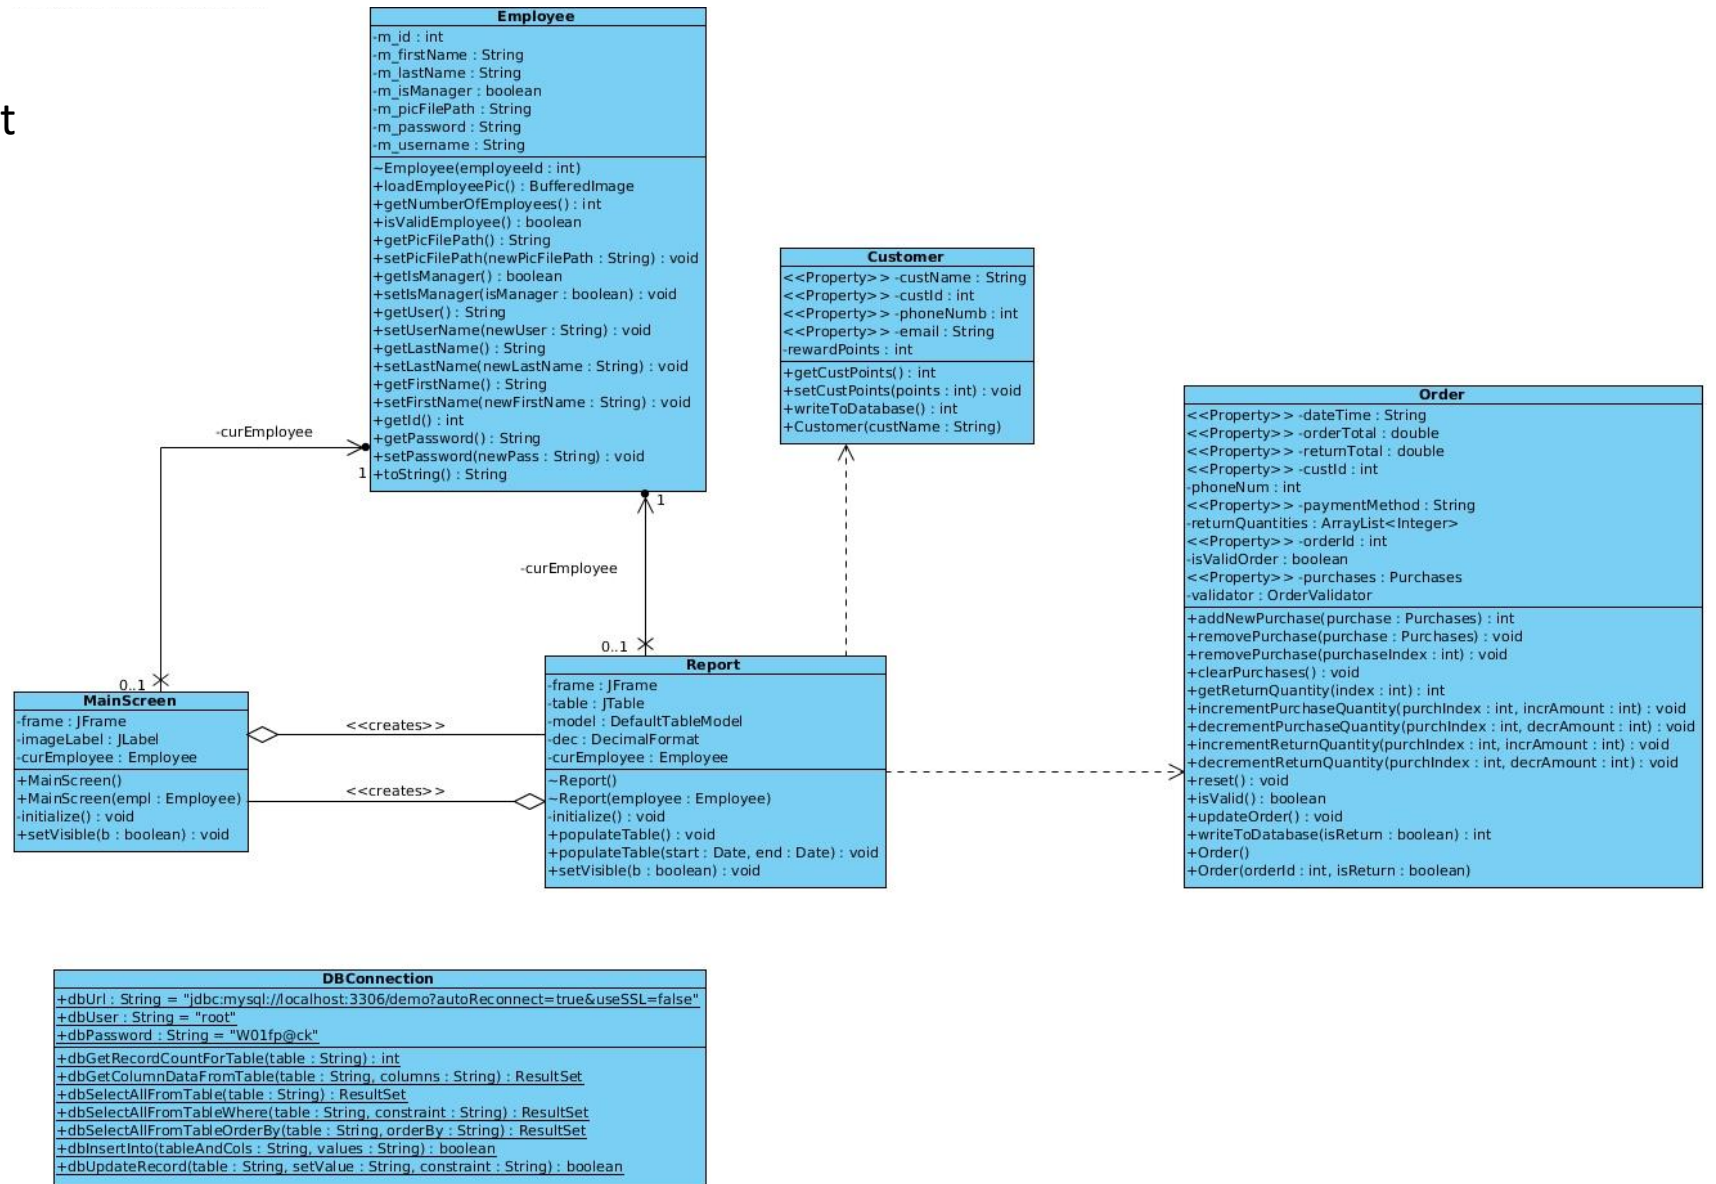 t
Employee
-m_id : int
-m_firstName : String
-m_lastName : String
-m_isManager : boolean
-m_picFilePath : String
-m_password : String
-m_username : String
~Employee(employeeId : int)
+loadEmployeePic() : BufferedImage
+getNumberOfEmployees() : int
+isValidEmployee() : boolean
+getPicFilePath() : String
+setPicFilePath(newPicFilePath : String) : void
+getIsManager() : boolean
+setIsManager(isManager : boolean) : void
+getUser() : String
+setUserName(newUser : String) : void
+getLastName() : String
+setLastName(newLastName : String) : void
+getFirstName() : String
+setFirstName(newFirstName : String) : void
+getId() : int
+getPassword() : String
+setPassword(newPass : String) : void
+toString() : String
Customer
<<Property>> -custName : String
<<Property>> -custId : int
<<Property>> -phoneNumb : int
<<Property>> -email : String
-rewardPoints : int
+getCustPoints() : int
+setCustPoints(points : int) : void
+writeToDatabase() : int
+Customer(custName : String)
Order
<<Property>> -dateTime : String
<<Property>> -orderTotal : double
<<Property>> -returnTotal : double
<<Property>> -custId : int
-phoneNum : int
<<Property>> -paymentMethod : String
-returnQuantities : ArrayList<Integer>
<<Property>> -orderId : int
-isValidOrder : boolean
<<Property>> -purchases : Purchases
-validator : OrderValidator
+addNewPurchase(purchase : Purchases) : int
+removePurchase(purchase : Purchases) : void
+removePurchase(purchaseIndex : int) : void
+clearPurchases() : void
+getReturnQuantity(index : int) : int
+incrementPurchaseQuantity(purchIndex : int, incrAmount : int) : void
+decrementPurchaseQuantity(purchIndex : int, decrAmount : int) : void
+incrementReturnQuantity(purchIndex : int, incrAmount : int) : void
+decrementReturnQuantity(purchIndex : int, decrAmount : int) : void
+reset() : void
+isValid() : boolean
+updateOrder() : void
+writeToDatabase(isReturn : boolean) : int
+Order()
+Order(orderId : int, isReturn : boolean)
-curEmployee
1
1
-curEmployee
0..1
0..1
MainScreen
-frame : JFrame
-imageLabel : JLabel
-curEmployee : Employee
+MainScreen()
+MainScreen(empl : Employee)
-initialize() : void
+setVisible(b : boolean) : void
<<creates>>
<<creates>>
Report
-frame : JFrame
-table : JTable
-model : DefaultTableModel
-dec : DecimalFormat
-curEmployee : Employee
~Report()
~Report(employee : Employee)
-initialize() : void
+populateTable() : void
+populateTable(start : Date, end : Date) : void
+setVisible(b : boolean) : void
DBConnection
+dbUrl : String = "jdbc:mysql://localhost:3306/demo?autoReconnect=true&useSSL=false"
+dbUser : String = "root"
+dbPassword : String = "W01fp@ck"
+dbGetRecordCountForTable(table : String) : int
+dbGetColumnDataFromTable(table : String, columns : String) : ResultSet
+dbSelectAllFromTable(table : String) : ResultSet
+dbSelectAllFromTableWhere(table : String, constraint : String) : ResultSet
+dbSelectAllFromTableOrderBy(table : String, orderBy : String) : ResultSet
+dbInsertInto(tableAndCols : String, values : String) : boolean
+dbUpdateRecord(table : String, setValue : String, constraint : String) : boolean